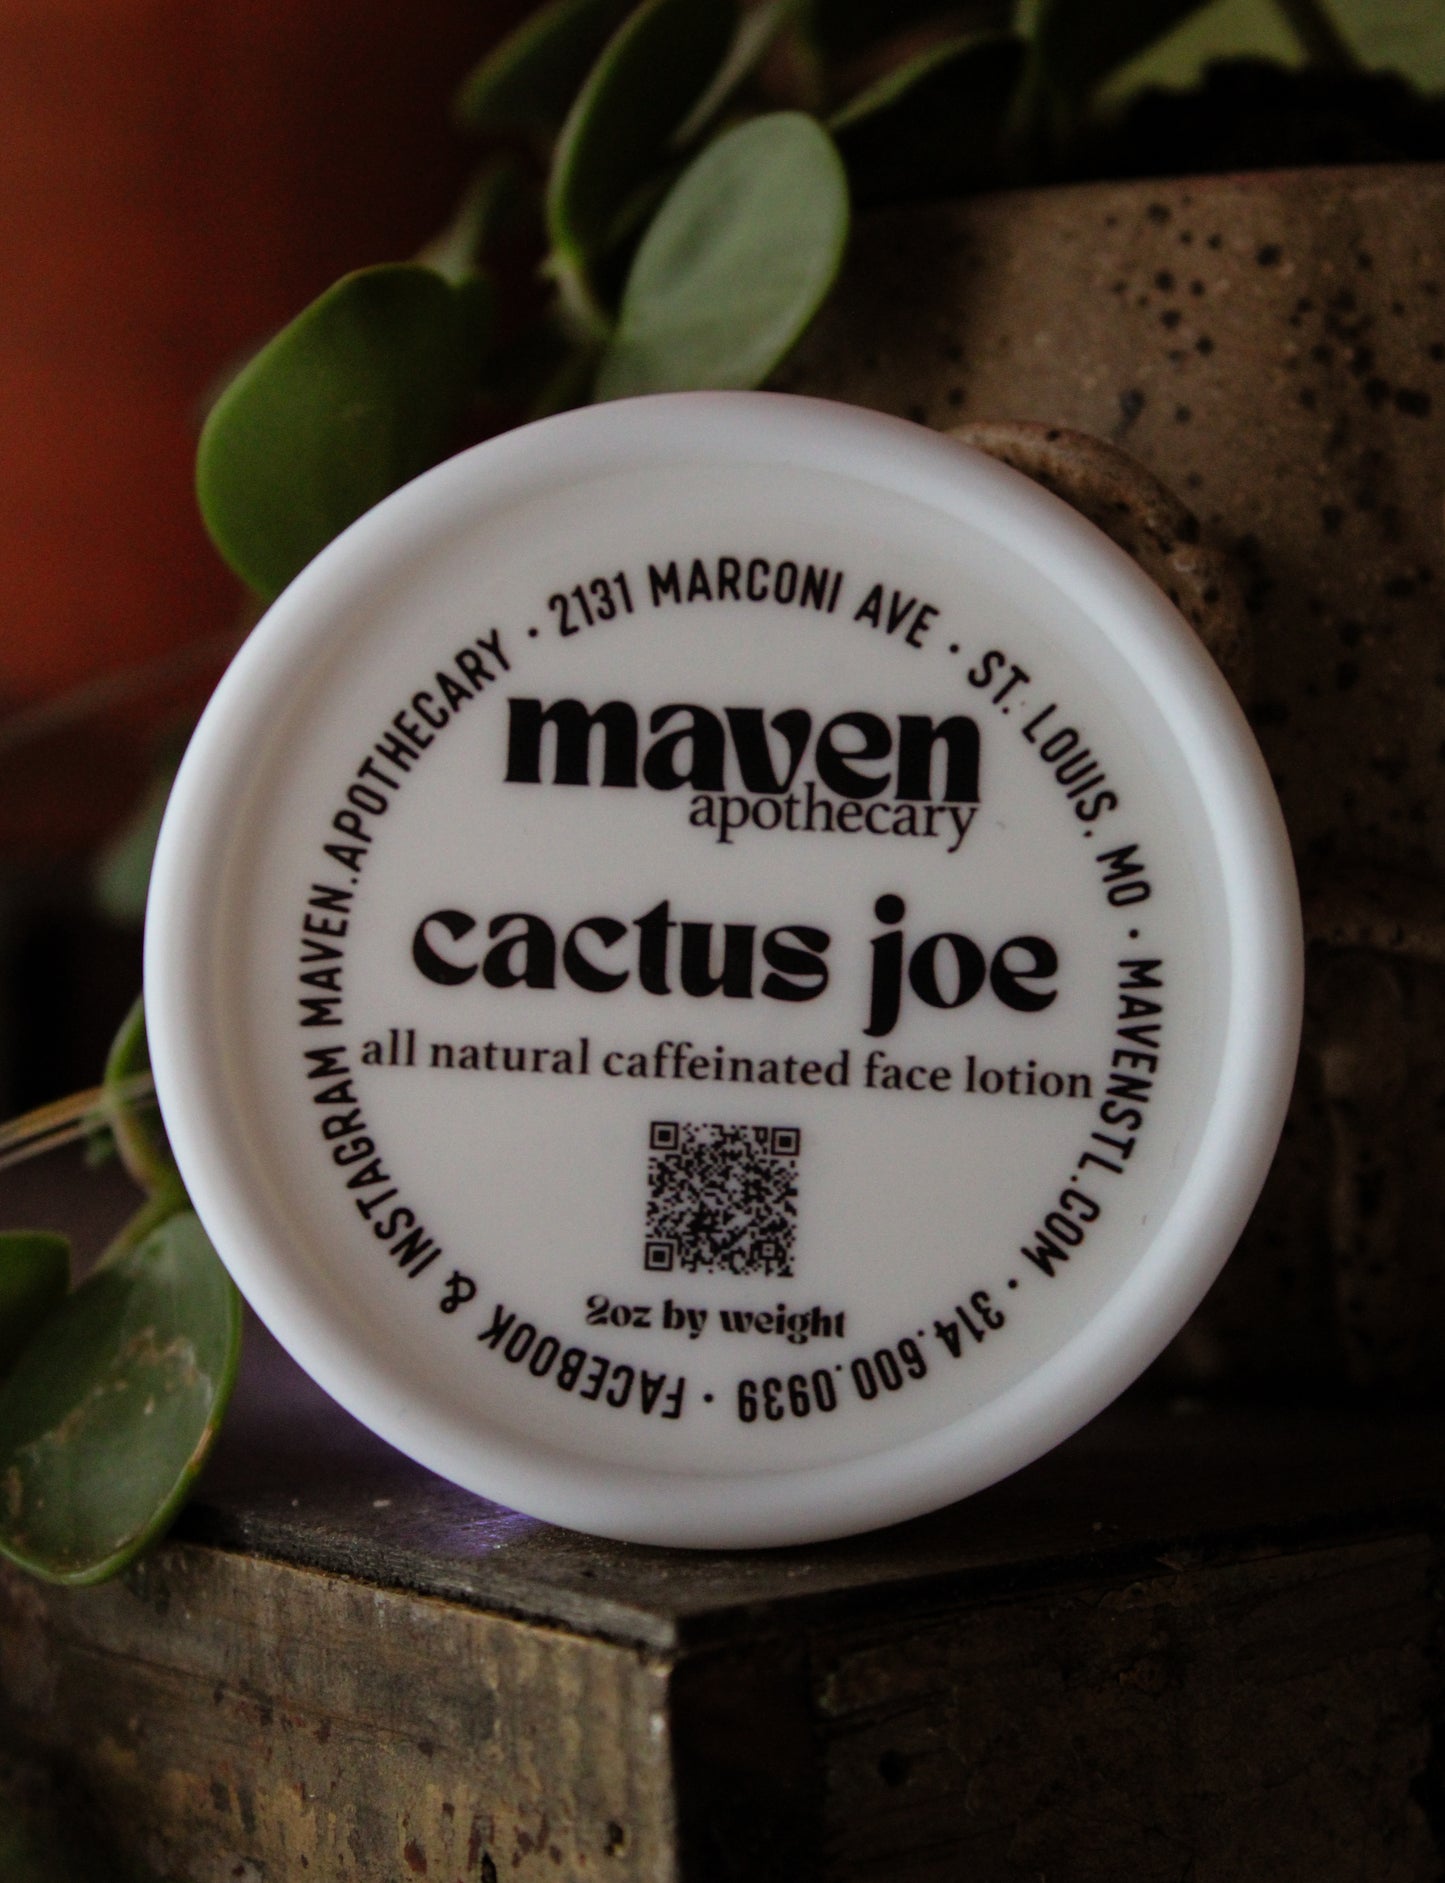 maven
apothecary
cactus joe
all natural caffeinated face lotion
2oz by weight
2131 MARCONI AVE · ST. LOUIS, MO · MAVENSTL.COM · 314.600.0939 · FACEBOOK & INSTAGRAM MAVEN.APOTHECARY ·